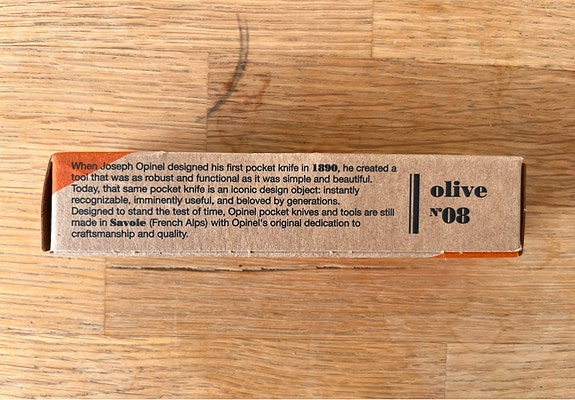 When Joseph Opinel designed his first pocket knife in 1890, he created a
tool that was as robust and functional as it was simple and beautiful.
Today, that same pocket knife is an iconic design object: instantly
recognizable, imminently useful, and beloved by generations.
Designed to stand the test of time, Opinel pocket knives and tools are still
made in Savoie (French Alps) with Opinel's original dedication to
craftsmanship and quality.
olive
N°08